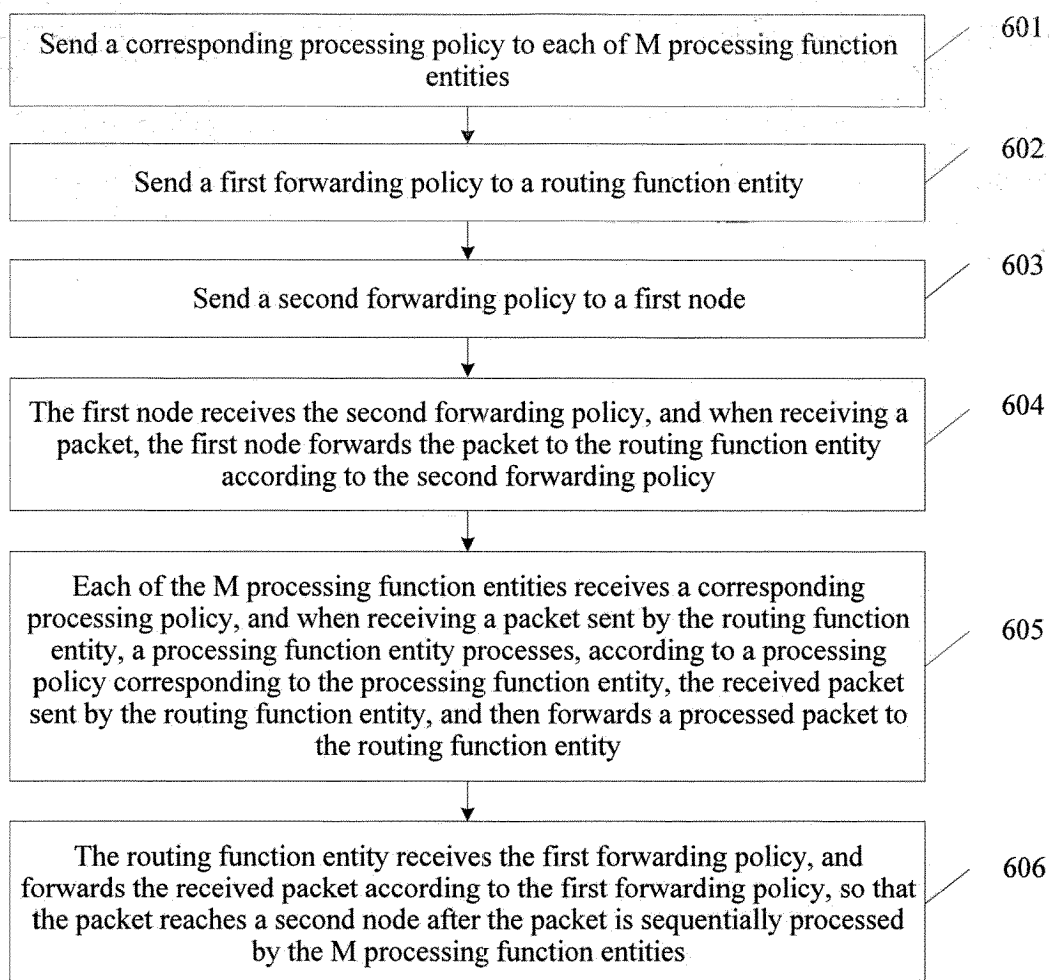 Send a corresponding processing policy to each of M processing function
entities
601
Send a first forwarding policy to a routing function entity
602
Send a second forwarding policy to a first node
603
The first node receives the second forwarding policy, and when receiving a
packet, the first node forwards the packet to the routing function entity
according to the second forwarding policy
604
Each of the M processing function entities receives a corresponding
processing policy, and when receiving a packet sent by the routing function
entity, a processing function entity processes, according to a processing
policy corresponding to the processing function entity, the received packet
sent by the routing function entity, and then forwards a processed packet to
the routing function entity
605
The routing function entity receives the first forwarding policy, and
forwards the received packet according to the first forwarding policy, so that
the packet reaches a second node after the packet is sequentially processed
by the M processing function entities
606